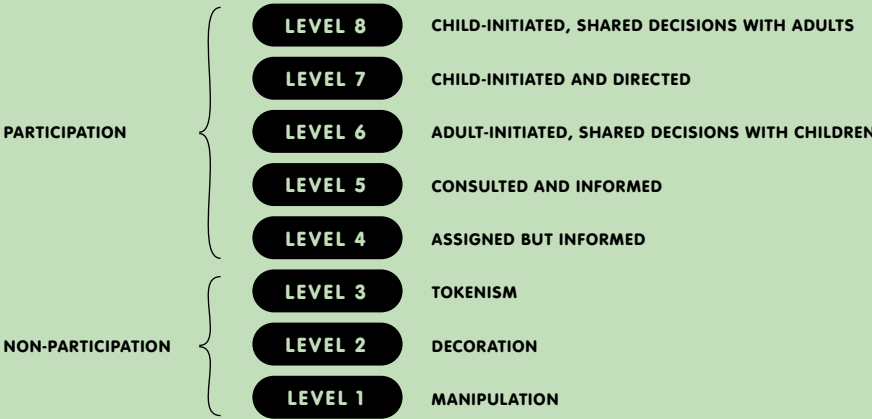 LEVEL 8 CHILD-INITIATED, SHARED DECISIONS WITH ADULTS
LEVEL 7 CHILD-INITIATED AND DIRECTED
PARTICIPATION LEVEL 6 ADULT-INITIATED, SHARED DECISIONS WITH CHILDREN
LEVEL 5 CONSULTED AND INFORMED
LEVEL 4 ASSIGNED BUT INFORMED
LEVEL 3 TOKENISM
NON-PARTICIPATION LEVEL 2 DECORATION
LEVEL 1 MANIPULATION